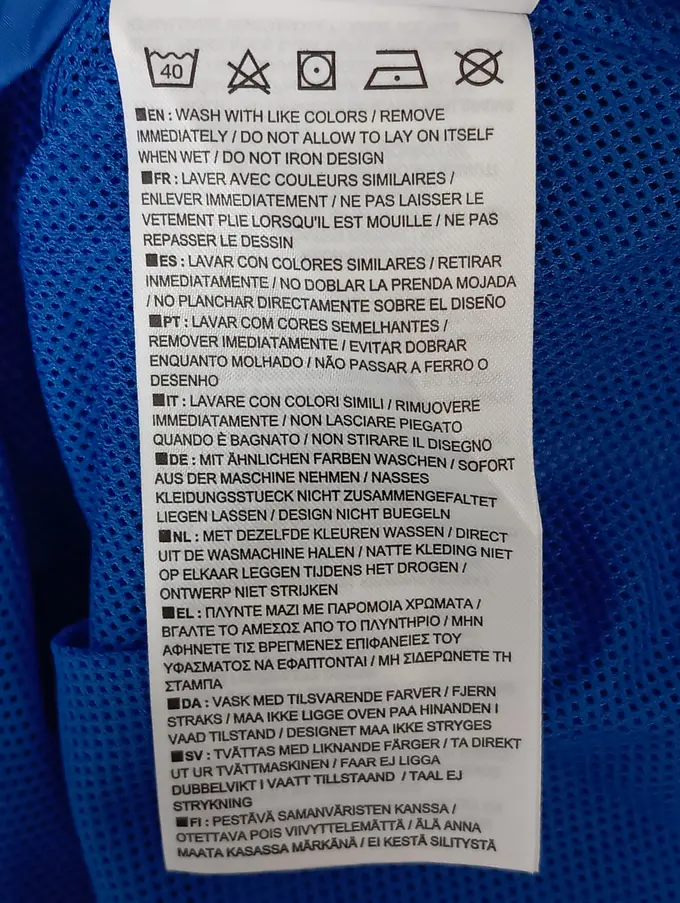 40
■EN : WASH WITH LIKE COLORS / REMOVE
IMMEDIATELY / DO NOT ALLOW TO LAY ON ITSELF
WHEN WET / DO NOT IRON DESIGN
■FR : LAVER AVEC COULEURS SIMILAIRES /
ENLEVER IMMEDIATEMENT / NE PAS LAISSER LE
VETEMENT PLIE LORSQU'IL EST MOUILLE / NE PAS
REPASSER LE DESSIN
■ES : LAVAR CON COLORES SIMILARES / RETIRAR
INMEDIATAMENTE / NO DOBLAR LA PRENDA MOJADA
/ NO PLANCHAR DIRECTAMENTE SOBRE EL DISEÑO
■PT : LAVAR COM CORES SEMELHANTES /
REMOVER IMEDIATAMENTE / EVITAR DOBRAR
ENQUANTO MOLHADO / NÃO PASSAR A FERRO O
DESENHO
■IT : LAVARE CON COLORI SIMILI / RIMUOVERE
IMMEDIATAMENTE / NON LASCIARE PIEGATO
QUANDO È BAGNATO / NON STIRARE IL DISEGNO
■DE : MIT ÄHNLICHEN FARBEN WASCHEN / SOFORT
AUS DER MASCHINE NEHMEN / NASSES
KLEIDUNGSSTUECK NICHT ZUSAMMENGEFALTET
LIEGEN LASSEN / DESIGN NICHT BUEGELN
■NL : MET DEZELFDE KLEUREN WASSEN / DIRECT
UIT DE WASMACHINE HALEN / NATTE KLEDING NIET
OP ELKAAR LEGGEN TIJDENS HET DROGEN /
ONTWERP NIET STRIJKEN
■EL : ΠΛΥΝΤΕ ΜΑΖΙ ΜΕ ΠΑΡΟΜΟΙΑ ΧΡΩΜΑΤΑ /
ΒΓΑΛΤΕ ΤΟ ΑΜΕΣΩΣ ΑΠΟ ΤΟ ΠΛΥΝΤΗΡΙΟ / ΜΗΝ
ΑΦΗΝΕΤΕ ΤΙΣ ΒΡΕΓΜΕΝΕΣ ΕΠΙΦΑΝΕΙΕΣ ΤΟΥ
ΥΦΑΣΜΑΤΟΣ ΝΑ ΕΦΑΠΤΟΝΤΑΙ / ΜΗ ΣΙΔΕΡΩΝΕΤΕ ΤΗ
ΣΤΑΜΠΑ
■DA : VASK MED TILSVARENDE FARVER / FJERN
STRAKS / MAA IKKE LIGGE OVEN PAA HINANDEN I
VAAD TILSTAND / DESIGNET MAA IKKE STRYGES
■SV : TVÄTTAS MED LIKNANDE FÄRGER / TA DIREKT
UT UR TVÄTTMASKINEN / FAAR EJ LIGGA
DUBBELVIKT I VAATT TILLSTAAND / TAAL EJ
STRYKNING
■FI : PESTÄVÄ SAMANVÄRISTEN KANSSA /
OTETTAVA POIS VIIVYTTELEMÄTTÄ / ÄLÄ ANNA
MAATA KASASSA MÄRKÄNÄ / EI KESTÄ SILITYSTÄ